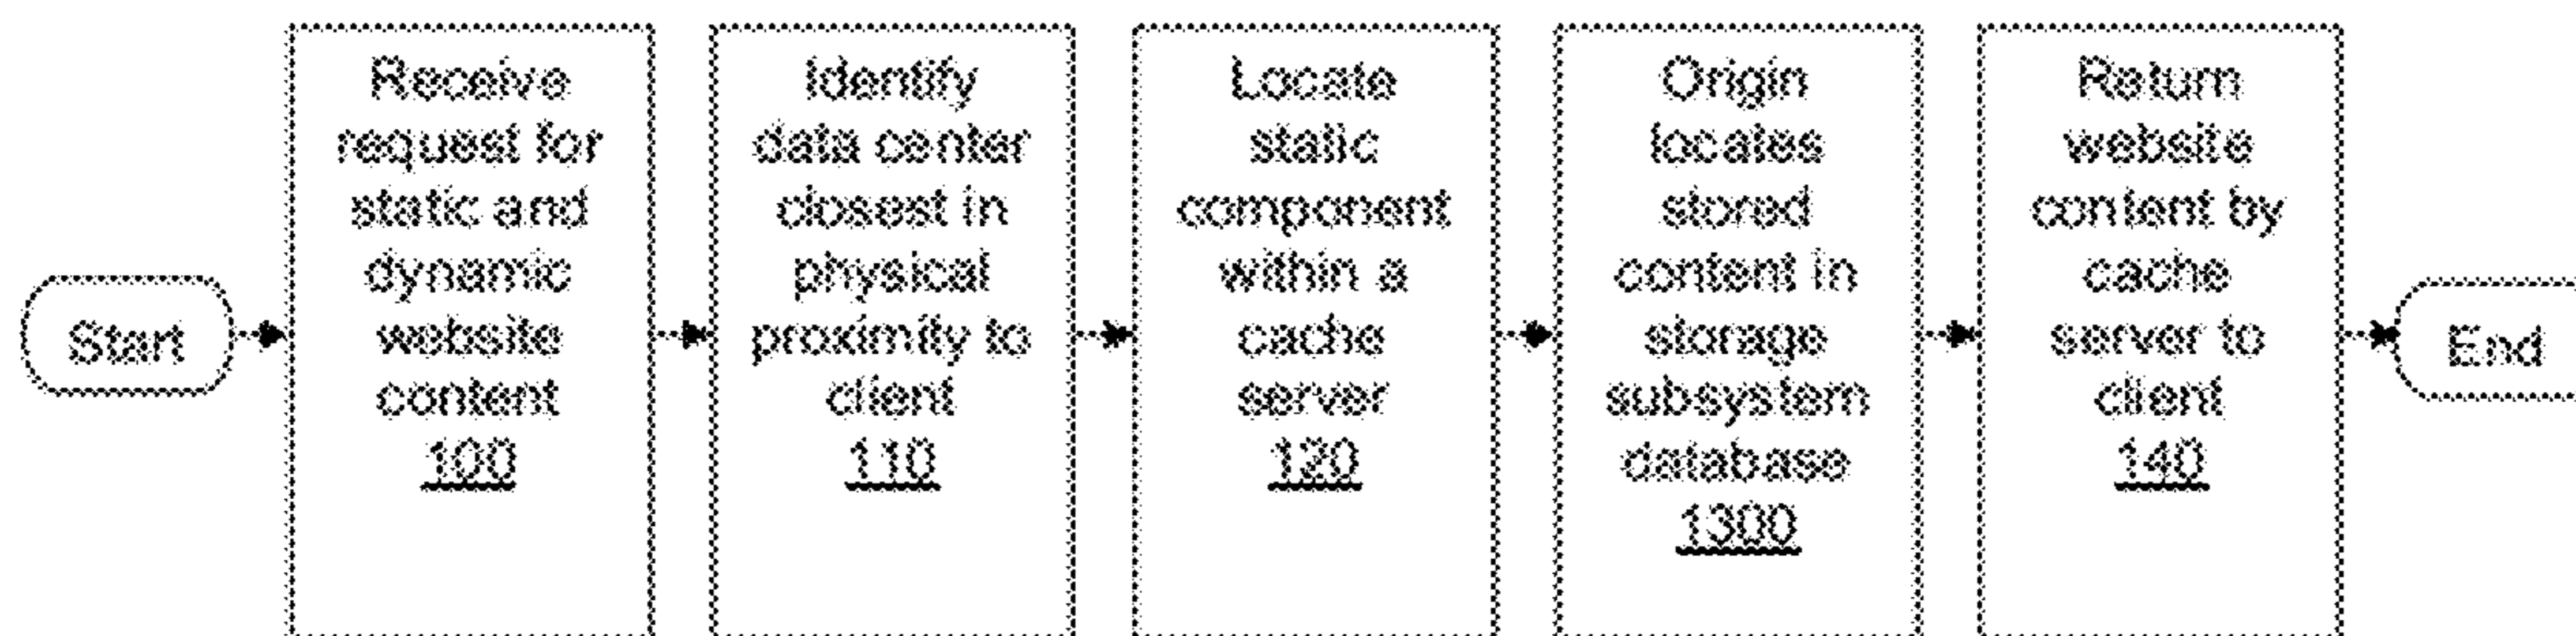 Start
Receive
request for
static and
dynamic
website
content
100
Identify
data center
closest in
physical
proximity to
client
110
Locate
static
component
within a
cache
server
120
Origin
locates
stored
content in
storage
subsystem
database
1300
Return
website
content by
cache
server to
client
140
End